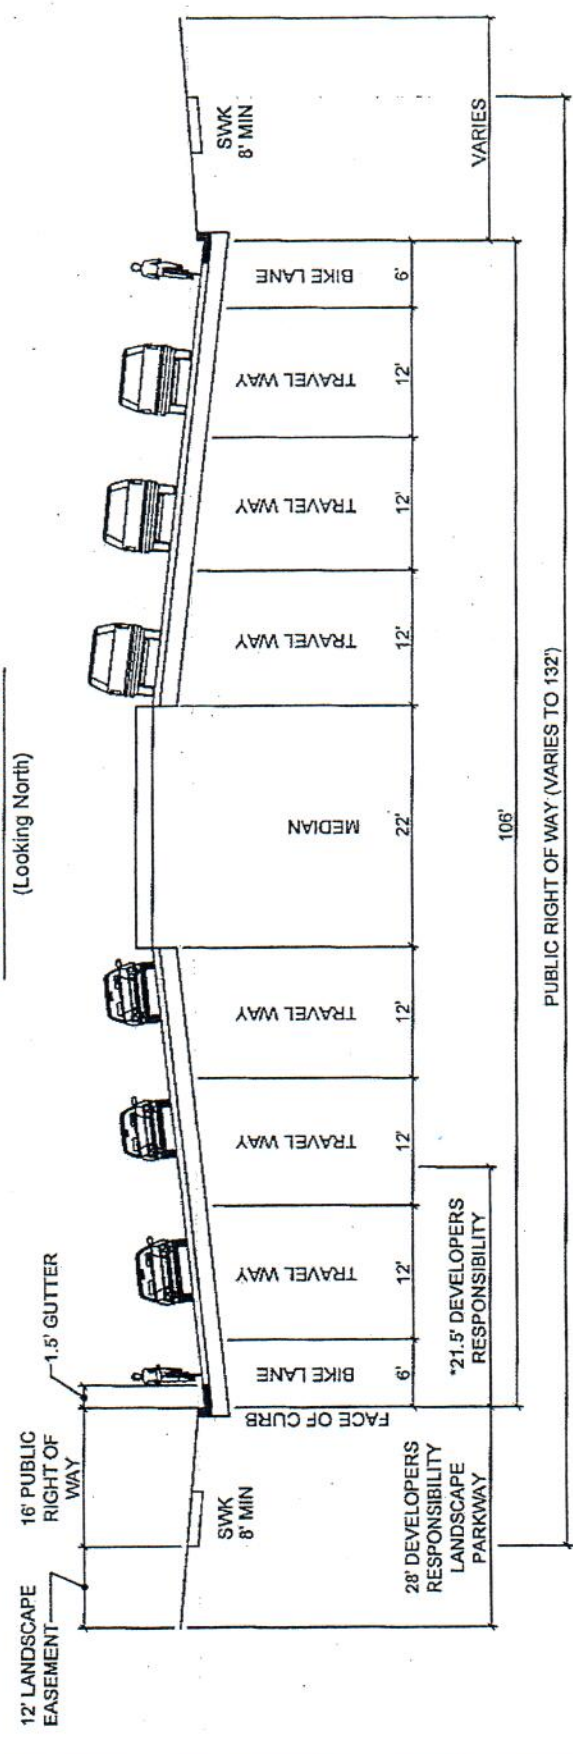 (Looking North)
12' LANDSCAPE
EASEMENT
16' PUBLIC
RIGHT OF
WAY
1.5' GUTTER
SWK
8' MIN
SWK
8' MIN
FACE OF CURB
BIKE LANE
TRAVEL WAY
TRAVEL WAY
TRAVEL WAY
MEDIAN
TRAVEL WAY
TRAVEL WAY
TRAVEL WAY
BIKE LANE
6'
12'
12'
12'
22'
12'
12'
12'
6'
28' DEVELOPERS
RESPONSIBILITY
LANDSCAPE
PARKWAY
*21.5' DEVELOPERS
RESPONSIBILITY
VARIES
106'
PUBLIC RIGHT OF WAY (VARIES TO 132')